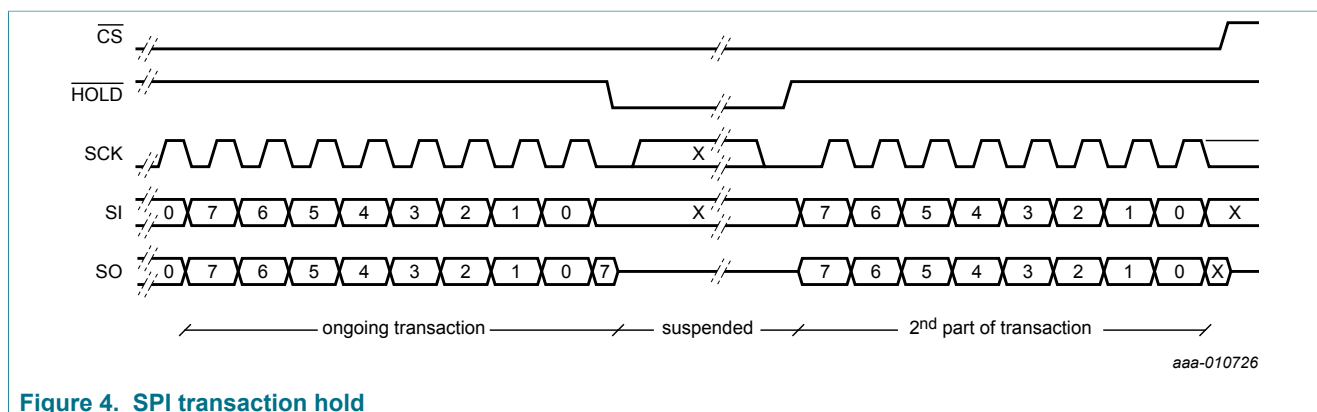 CS
HOLD
SCK X
SI 0 7 6 5 4 3 2 1 0 X 7 6 5 4 3 2 1 0 X
SO 0 7 6 5 4 3 2 1 0 7 7 6 5 4 3 2 1 0 X
ongoing transaction suspended 2nd part of transaction
aaa-010726
Figure 4. SPI transaction hold